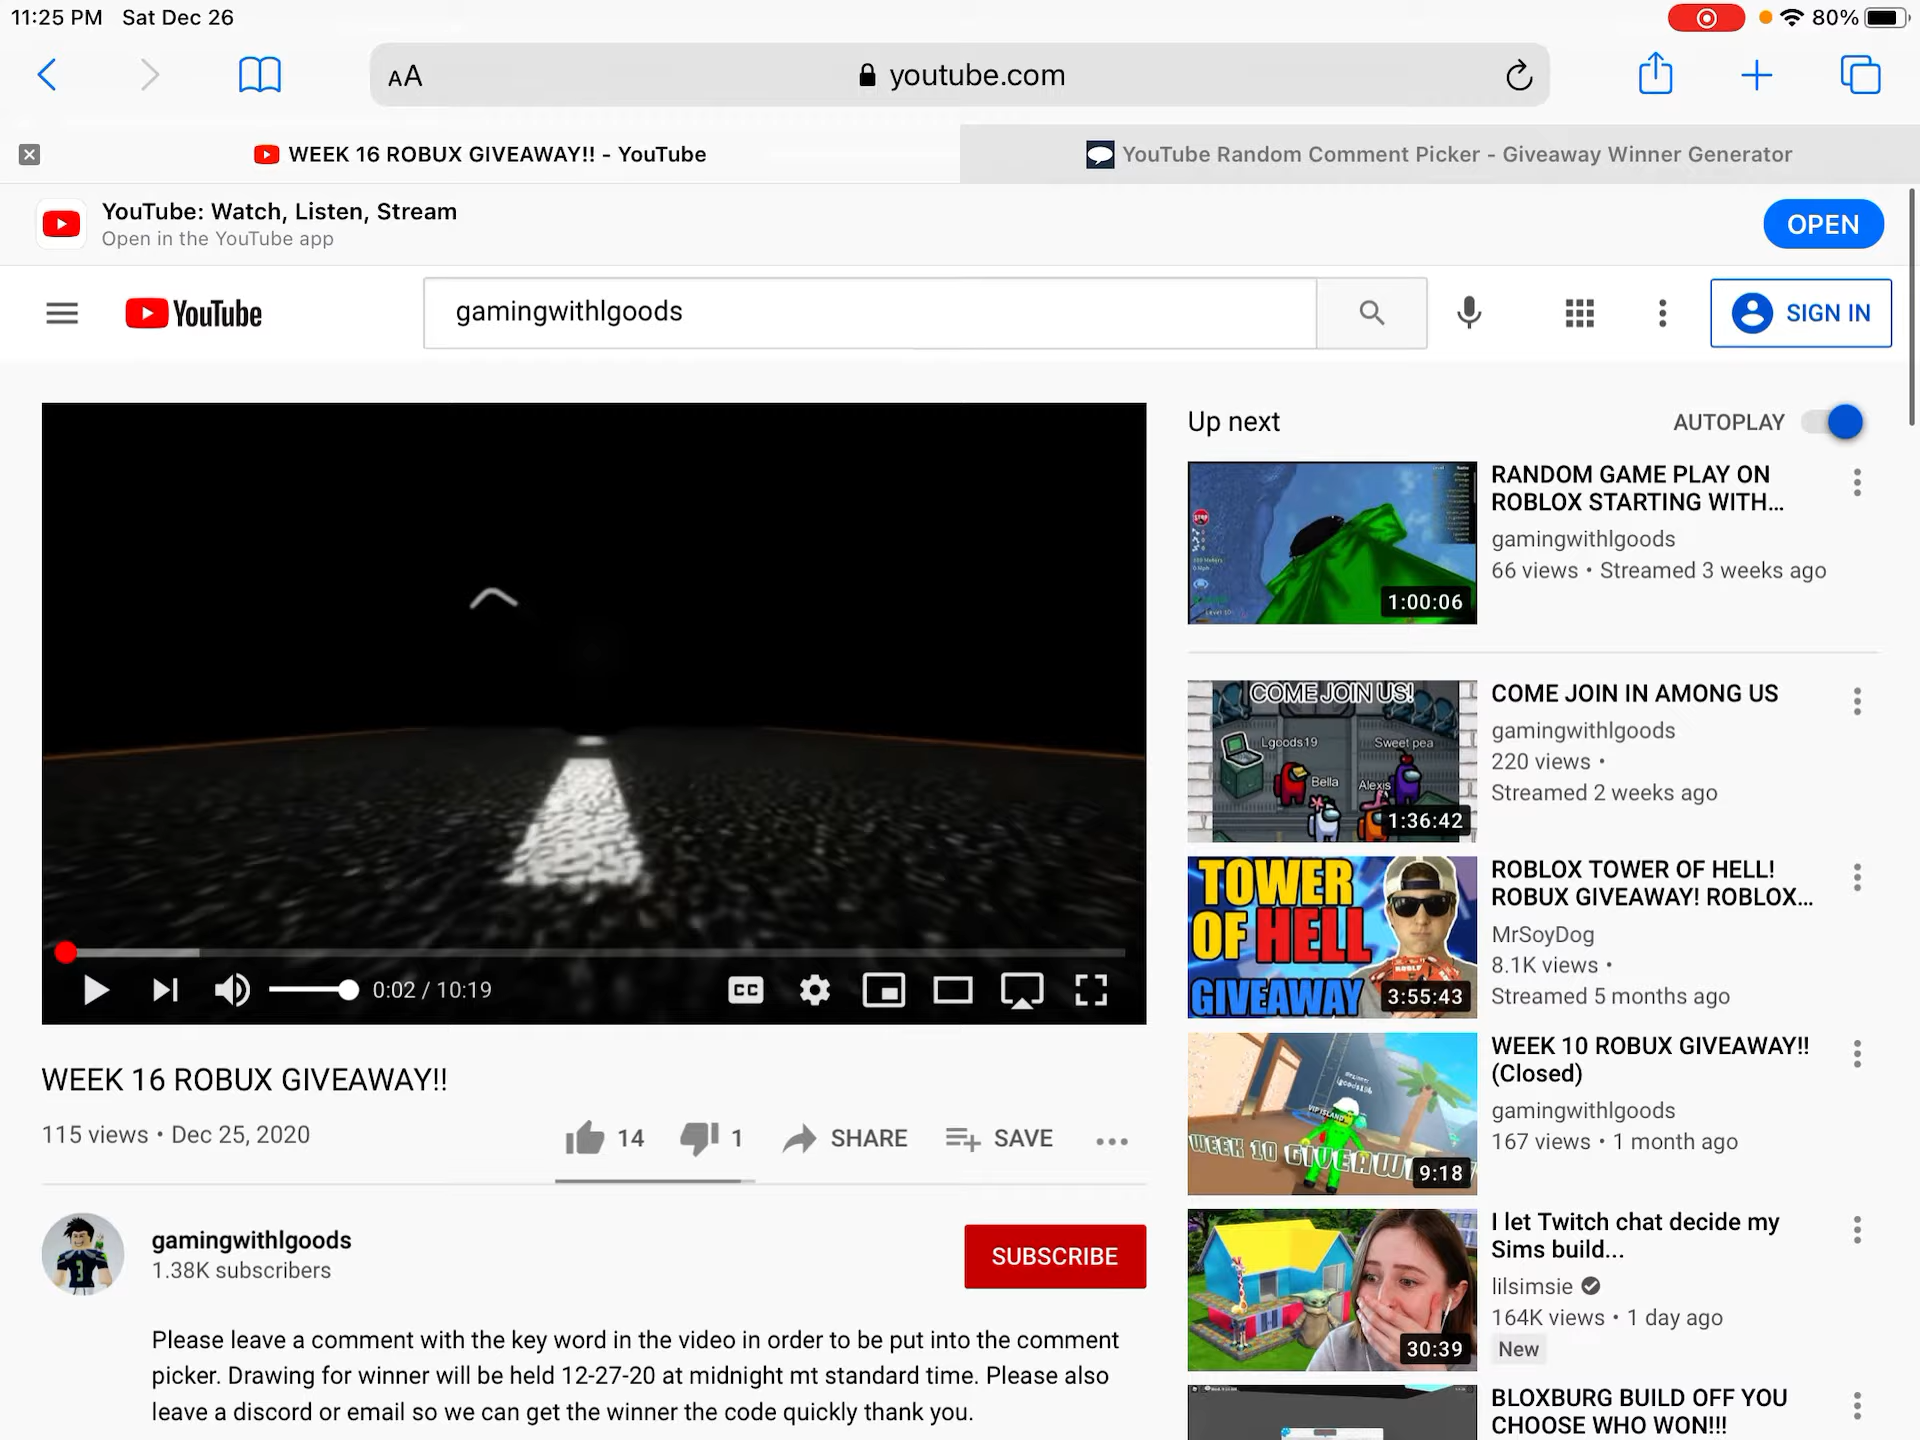 11:25 PM Sat Dec 26
80%
AA
youtube.com
WEEK 16 ROBUX GIVEAWAY!! - YouTube
YouTube Random Comment Picker - Giveaway Winner Generator
YouTube: Watch, Listen, Stream
Open in the YouTube app
OPEN
YouTube
gamingwithlgoods
SIGN IN
0:02 / 10:19
CC
WEEK 16 ROBUX GIVEAWAY!!
115 views • Dec 25, 2020
14
1
SHARE
SAVE
gamingwithlgoods
1.38K subscribers
SUBSCRIBE
Please leave a comment with the key word in the video in order to be put into the comment
picker. Drawing for winner will be held 12-27-20 at midnight mt standard time. Please also
leave a discord or email so we can get the winner the code quickly thank you.
Up next
AUTOPLAY
1:00:06
RANDOM GAME PLAY ON
ROBLOX STARTING WITH...
gamingwithlgoods
66 views • Streamed 3 weeks ago
COME JOIN US!
Lgoods19
Sweet pea
Bella
Alexis
1:36:42
COME JOIN IN AMONG US
gamingwithlgoods
220 views •
Streamed 2 weeks ago
TOWER
OF HELL
GIVEAWAY
3:55:43
ROBLOX TOWER OF HELL!
ROBUX GIVEAWAY! ROBLOX...
MrSoyDog
8.1K views •
Streamed 5 months ago
WEEK 10 GIVEAW
9:18
WEEK 10 ROBUX GIVEAWAY!!
(Closed)
gamingwithlgoods
167 views • 1 month ago
30:39
I let Twitch chat decide my
Sims build...
lilsimsie
164K views • 1 day ago
New
BLOXBURG BUILD OFF YOU
CHOOSE WHO WON!!!